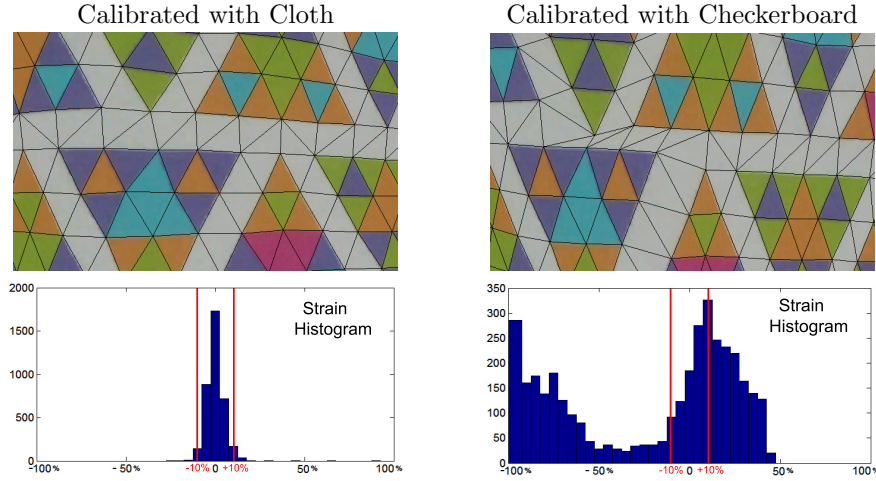 Calibrated with Cloth
Calibrated with Checkerboard
2000
1500
1000
500
0
Strain
Histogram
-100% -50% -10% 0 +10% 50% 100%
350
300
250
200
150
100
50
0
Strain
Histogram
-100% -50% -10% 0 +10% 50% 100%